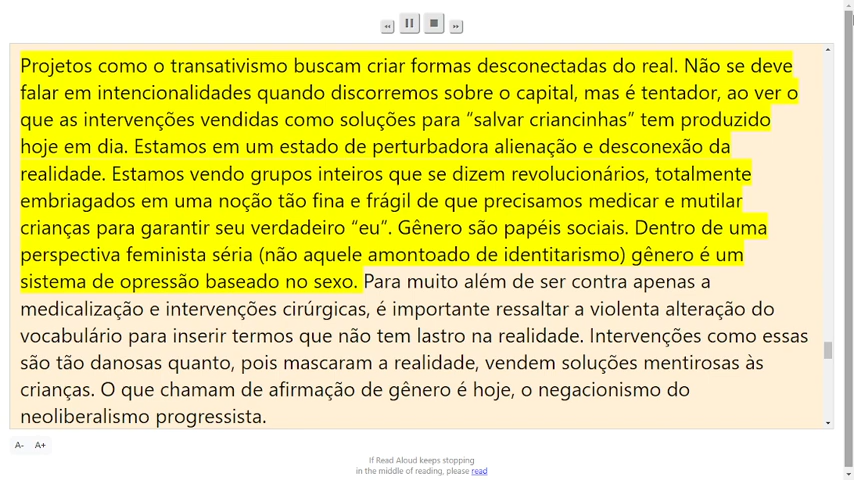 Projetos como o transativismo buscam criar formas desconectadas do real. Não se deve
falar em intencionalidades quando discorremos sobre o capital, mas é tentador, ao ver o
que as intervenções vendidas como soluções para “salvar criancinhas” tem produzido
hoje em dia. Estamos em um estado de perturbadora alienação e desconexão da
realidade. Estamos vendo grupos inteiros que se dizem revolucionários, totalmente
embriagados em uma noção tão fina e frágil de que precisamos medicar e mutilar
crianças para garantir seu verdadeiro “eu”. Gênero são papéis sociais. Dentro de uma
perspectiva feminista séria (não aquele amontoado de identitarismo) gênero é um
sistema de opressão baseado no sexo. Para muito além de ser contra apenas a
medicalização e intervenções cirúrgicas, é importante ressaltar a violenta alteração do
vocabulário para inserir termos que não tem lastro na realidade. Intervenções como essas
são tão danosas quanto, pois mascaram a realidade, vendem soluções mentirosas às
crianças. O que chamam de afirmação de gênero é hoje, o negacionismo do
neoliberalismo progressista.
A- A+
If Read Aloud keeps stopping
in the middle of reading, please read